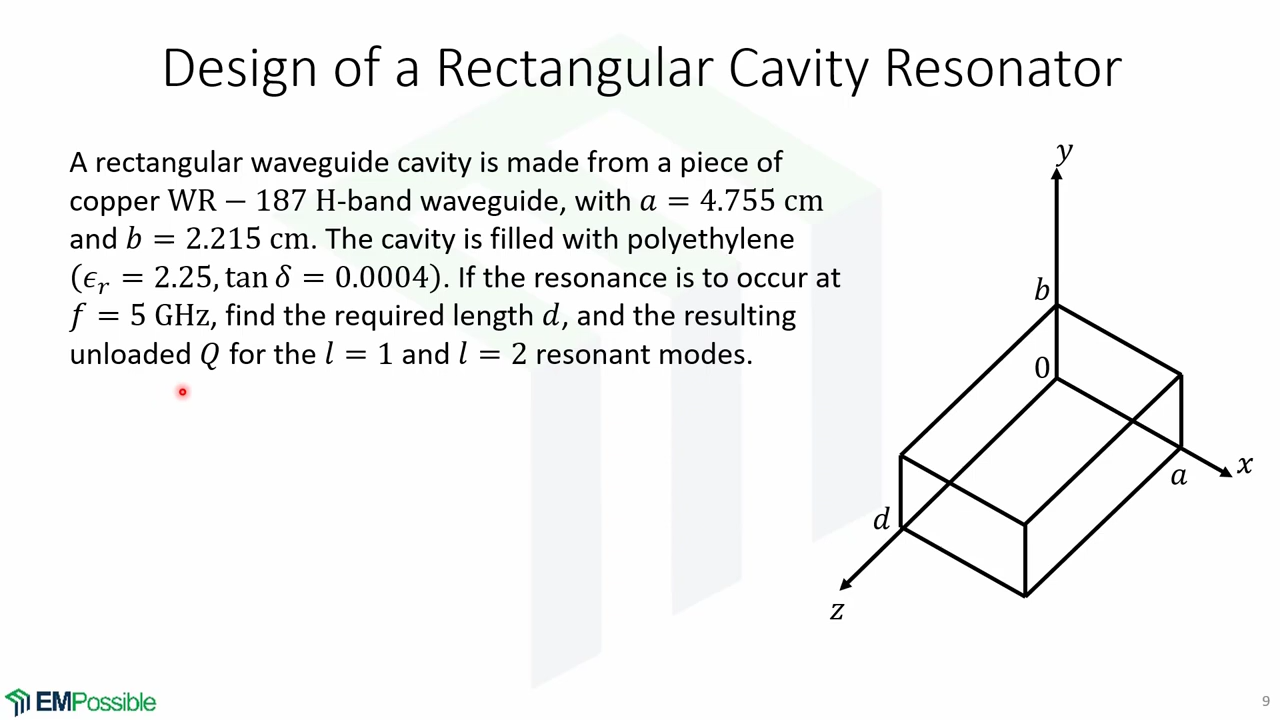 Design of a Rectangular Cavity Resonator
A rectangular waveguide cavity is made from a piece of
copper WR − 187 H-band waveguide, with a = 4.755 cm
and b = 2.215 cm. The cavity is filled with polyethylene
(ϵᵣ = 2.25, tan δ = 0.0004). If the resonance is to occur at
f = 5 GHz, find the required length d, and the resulting
unloaded Q for the l = 1 and l = 2 resonant modes.
y
b
0
x
a
d
z
EMPossible
9